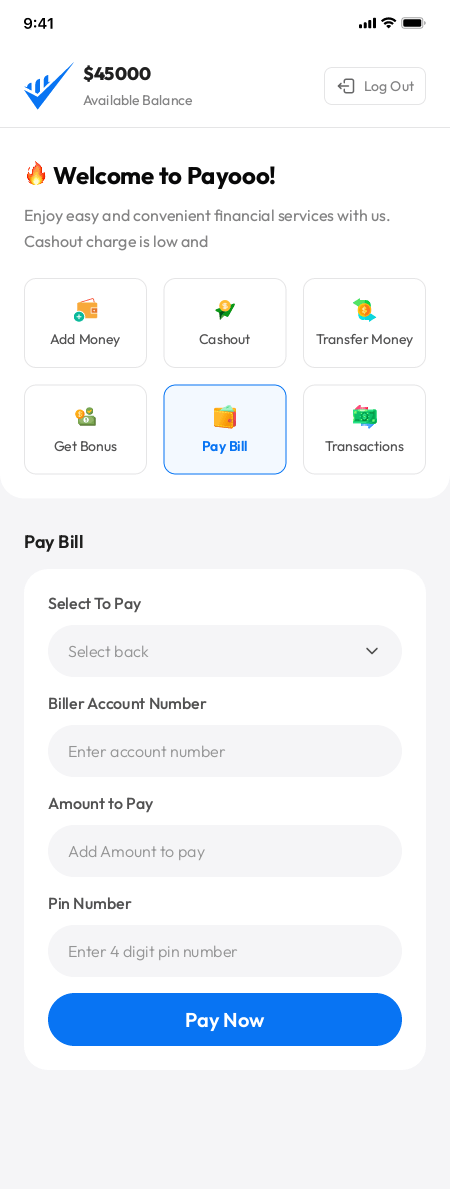 9:41
$45000
Available Balance
Log Out
Welcome to Payooo!
Enjoy easy and convenient financial services with us.
Cashout charge is low and
Add Money
Cashout
Transfer Money
Get Bonus
Pay Bill
Transactions
Pay Bill
Select To Pay
Select back
Biller Account Number
Enter account number
Amount to Pay
Add Amount to pay
Pin Number
Enter 4 digit pin number
Pay Now